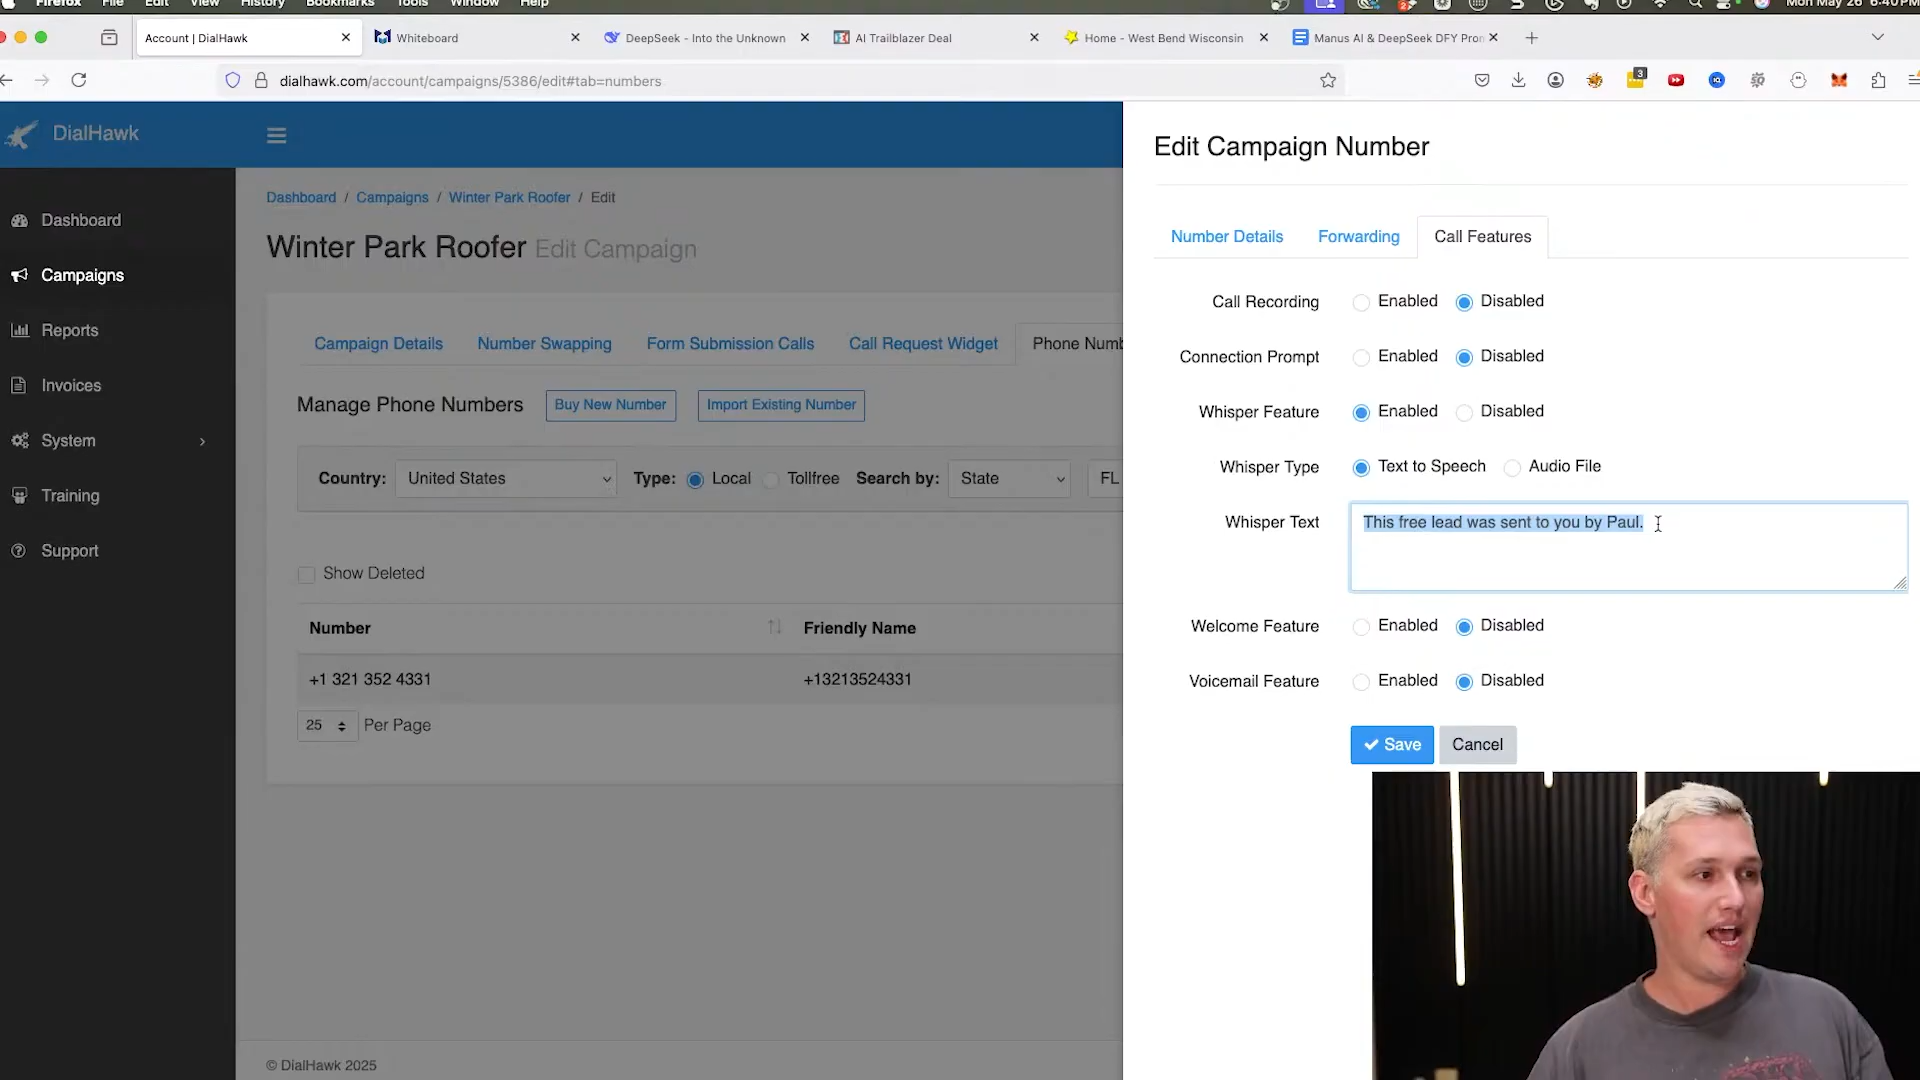 Firefox File Edit View History Bookmarks Tools Window Help Mon May 26 6:40PM
Account | DialHawk
Whiteboard
DeepSeek - Into the Unknown
AI Trailblazer Deal
Home - West Bend Wisconsin
Manus AI & DeepSeek DFY Pron
dialhawk.com/account/campaigns/5386/edit#tab=numbers
3
DialHawk
Dashboard
Campaigns
Reports
Invoices
System
Training
Support
Dashboard / Campaigns / Winter Park Roofer / Edit
Winter Park Roofer Edit Campaign
Campaign Details Number Swapping Form Submission Calls Call Request Widget Phone Numb
Manage Phone Numbers Buy New Number Import Existing Number
Country: United States Type: Local Tollfree Search by: State FL
Show Deleted
Number Friendly Name
+1 321 352 4331 +13213524331
25 Per Page
© DialHawk 2025
Edit Campaign Number
Number Details Forwarding Call Features
Call Recording Enabled Disabled
Connection Prompt Enabled Disabled
Whisper Feature Enabled Disabled
Whisper Type Text to Speech Audio File
Whisper Text This free lead was sent to you by Paul.
Welcome Feature Enabled Disabled
Voicemail Feature Enabled Disabled
Save Cancel